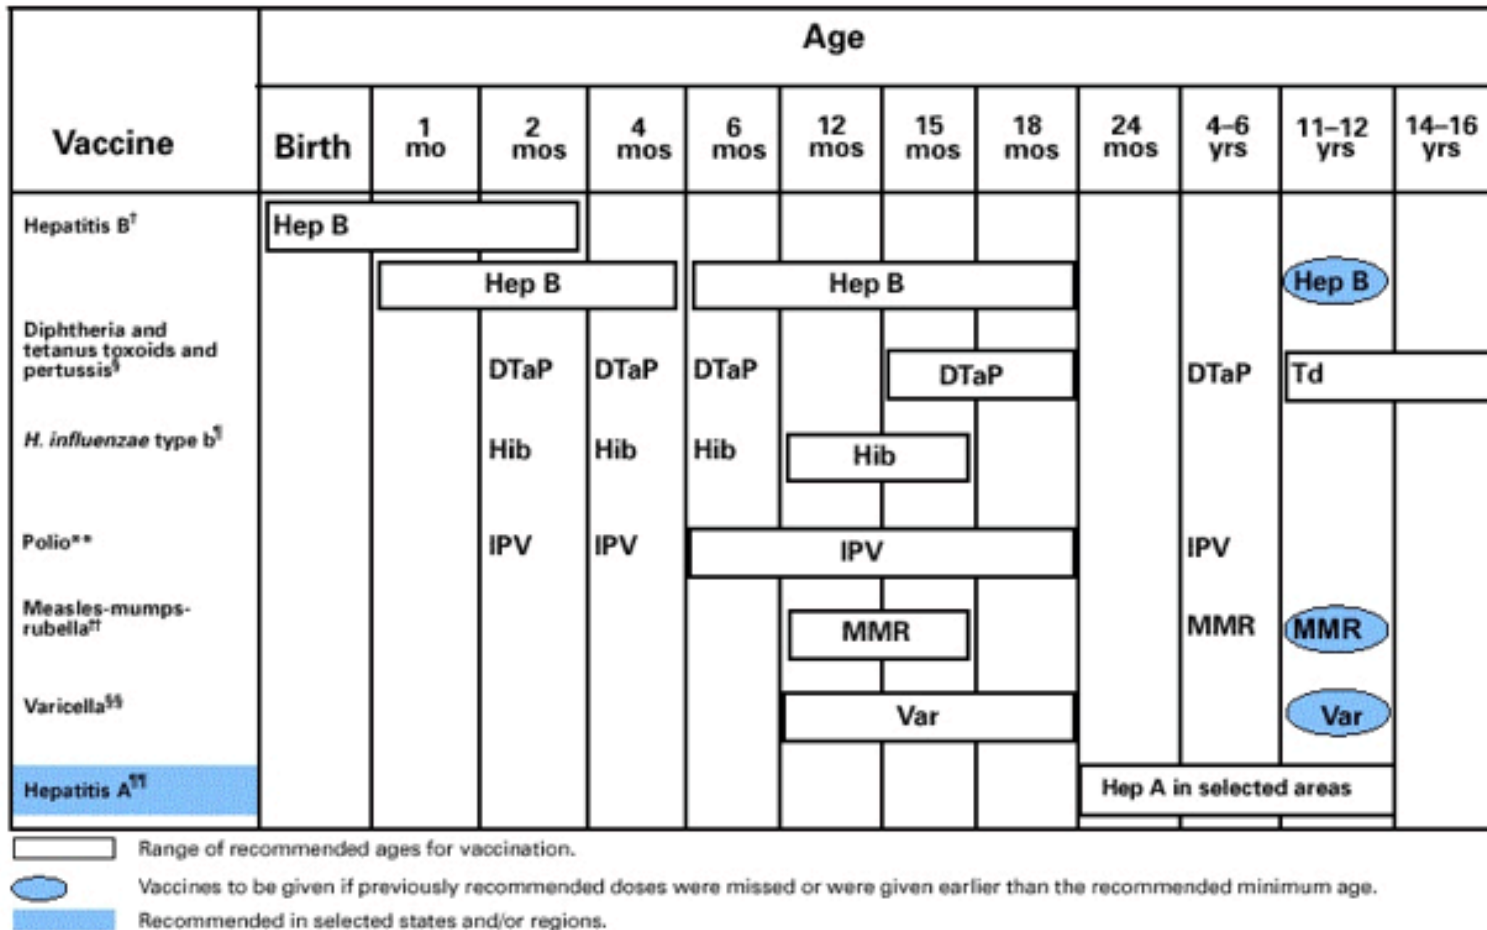 Age
Vaccine
Birth
1
mo
2
mos
4
mos
6
mos
12
mos
15
mos
18
mos
24
mos
4–6
yrs
11–12
yrs
14–16
yrs
Hepatitis B†
Hep B
Hep B
Hep B
Hep B
Diphtheria and
tetanus toxoids and
pertussis§
DTaP
DTaP
DTaP
DTaP
DTaP
Td
H. influenzae type b¶
Hib
Hib
Hib
Hib
Polio**
IPV
IPV
IPV
IPV
Measles-mumps-
rubella††
MMR
MMR
MMR
Varicella§§
Var
Var
Hepatitis A¶¶
Hep A in selected areas
Range of recommended ages for vaccination.
Vaccines to be given if previously recommended doses were missed or were given earlier than the recommended minimum age.
Recommended in selected states and/or regions.